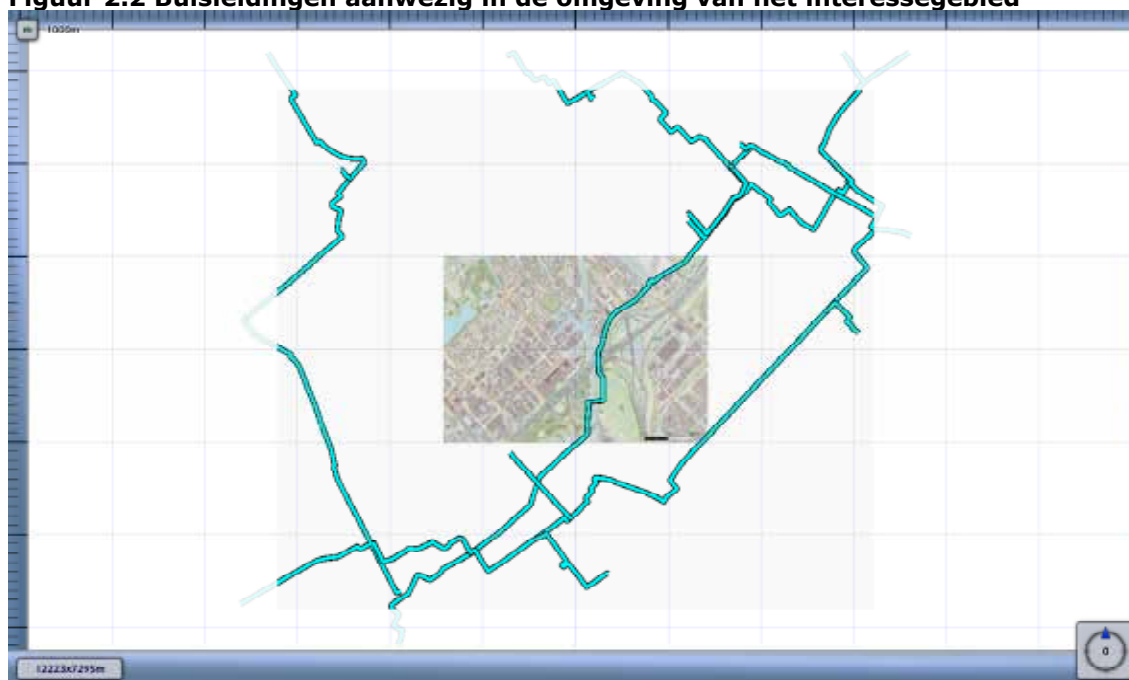 Figuur 2.2 Buisleidingen aanwezig in de omgeving van het interessegebied
m 1000m
12223x7295m
0